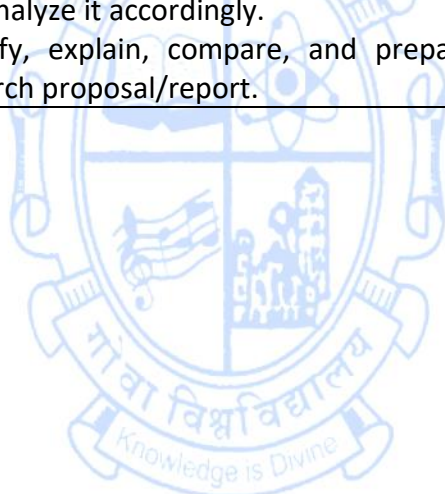 nalyze it accordingly.
fy, explain, compare, and prepa
rch proposal/report.
गोंवा विश्वविद्यालय
Knowledge is Divine